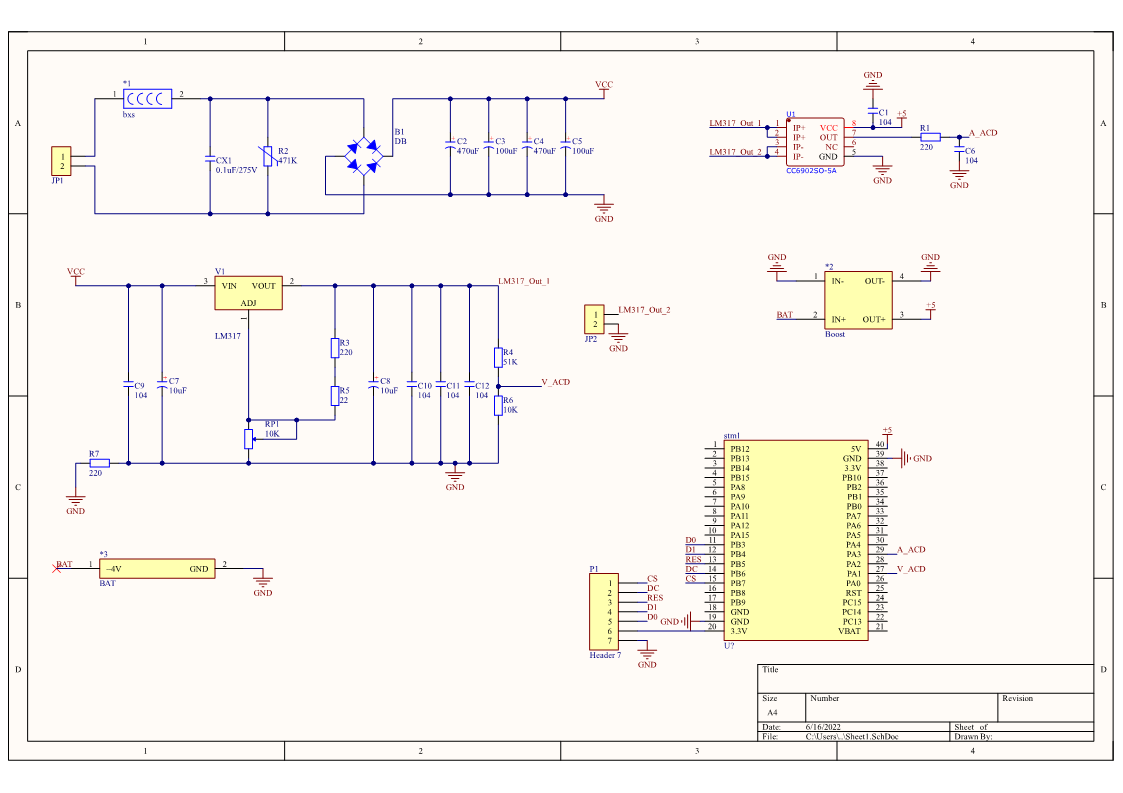 1 2 3 4
A A
B B
C C
D D
*1
1 2
bxs
1
2
JP1
CX1
0.1uF/275V
R2
471K
B1
DB
C2
470uF
C3
100uF
C4
470uF
C5
100uF
VCC
GND
LM317_Out_1
LM317_Out_2
U1
1 IP+ VCC 8
2 IP+ OUT 7
3 IP- NC 6
4 IP- GND 5
CC6902SO-5A
GND
C1
104
+5
R1
220
A_ACD
C6
104
GND
GND
VCC
V1
3 VIN VOUT 2
ADJ
1
LM317
LM317_Out_1
C9
104
C7
10uF
R3
220
R5
22
C8
10uF
C10
104
C11
104
C12
104
R4
51K
V_ACD
R6
10K
RP1
10K
R7
220
GND
GND
1
2
JP2
LM317_Out_2
GND
GND
*2
1 IN- OUT- 4
BAT 2 IN+ OUT+ 3
Boost
GND
+5
BAT
*3
1 ~4V GND 2
BAT
GND
stm1
+5
1 PB12 5V 40
2 PB13 GND 39 GND
3 PB14 3.3V 38
4 PB15 PB10 37
5 PA8 PB2 36
6 PA9 PB1 35
7 PA10 PB0 34
8 PA11 PA7 33
9 PA12 PA6 32
10 PA15 PA5 31
D0 11 PB3 PA4 30
D1 12 PB4 PA3 29 A_ACD
RES 13 PB5 PA2 28
DC 14 PB6 PA1 27 V_ACD
CS 15 PB7 PA0 26
16 PB8 RST 25
17 PB9 PC15 24
18 GND PC14 23
GND 19 GND PC13 22
20 3.3V VBAT 21
U?
P1
1 CS
2 DC
3 RES
4 D1
5 D0
6
7
Header 7
GND
Title
Size Number Revision
A4
Date: 6/16/2022 Sheet of
File: C:\Users\..\Sheet1.SchDoc Drawn By:
1 2 3 4